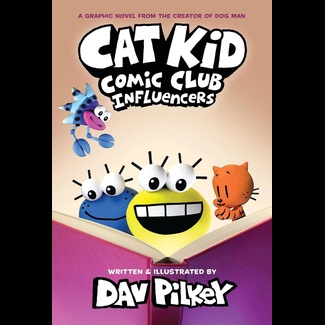 A GRAPHIC NOVEL FROM THE CREATOR OF DOG MAN
CAT KID
COMIC CLUB
INFLUENCERS
WRITTEN & ILLUSTRATED BY
DAV PILKEY